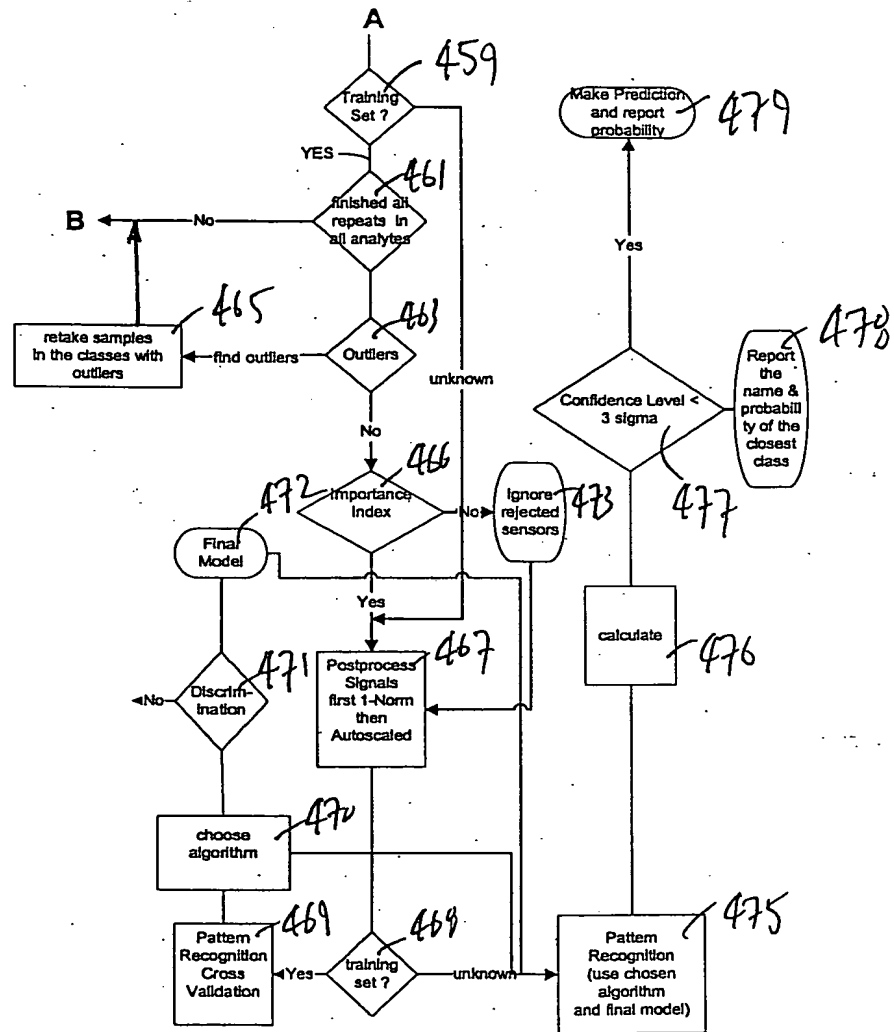 A
459
Training
Set ?
YES
461
finished all
repeats in
all analytes
No
B
465
retake samples
in the classes with
outliers
find outliers
463
Outliers
unknown
No
466
Importance
Index
No
Ignore
rejected
sensors
473
472
Final
Model
Yes
467
Postprocess
Signals
first 1-Norm
then
Autoscaled
471
Discrim-
ination
No
470
choose
algorithm
469
Pattern
Recognition
Cross
Validation
Yes
468
training
set ?
unknown
475
Pattern
Recognition
(use chosen
algorithm
and final model)
calculate
476
Confidence Level <
3 sigma
477
Report
the
name &
probabili
ty of the
closest
class
Yes
Make Prediction
and report
probability
479